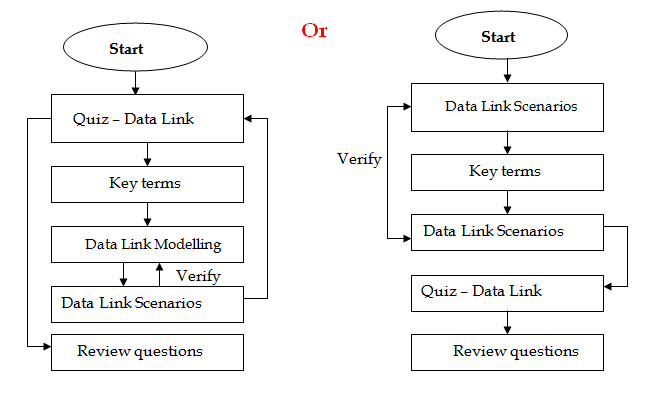 Start
Quiz – Data Link
Key terms
Data Link Modelling
Verify
Data Link Scenarios
Review questions
Or
Start
Data Link Scenarios
Verify
Key terms
Data Link Scenarios
Quiz – Data Link
Review questions